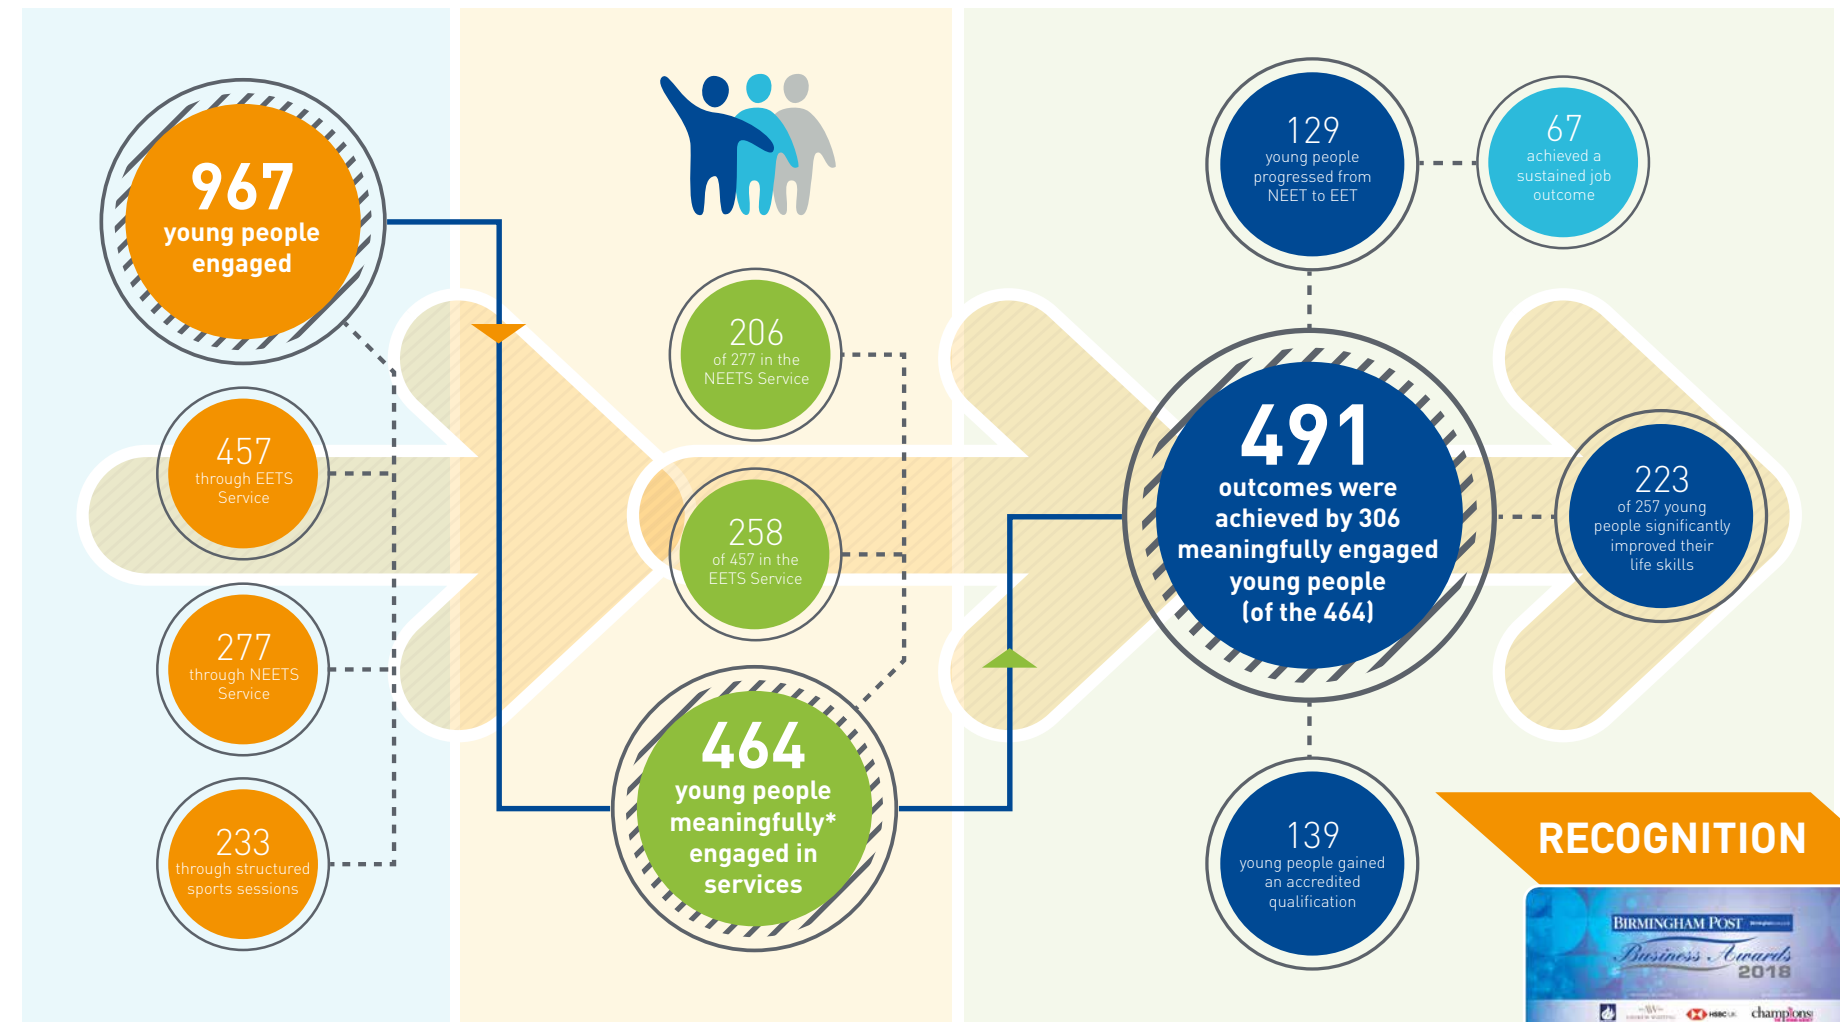 967
young people
engaged
457
through EETS
Service
277
through NEETS
Service
233
through structured
sports sessions
206
of 277 in the
NEETS Service
258
of 457 in the
EETS Service
464
young people
meaningfully*
engaged in
services
129
young people
progressed from
NEET to EET
67
achieved a
sustained job
outcome
491
outcomes were
achieved by 306
meaningfully engaged
young people
(of the 464)
223
of 257 young
people significantly
improved their
life skills
139
young people gained
an accredited
qualification
RECOGNITION
BIRMINGHAM POST
Business Awards
2018
HSBC UK
champions